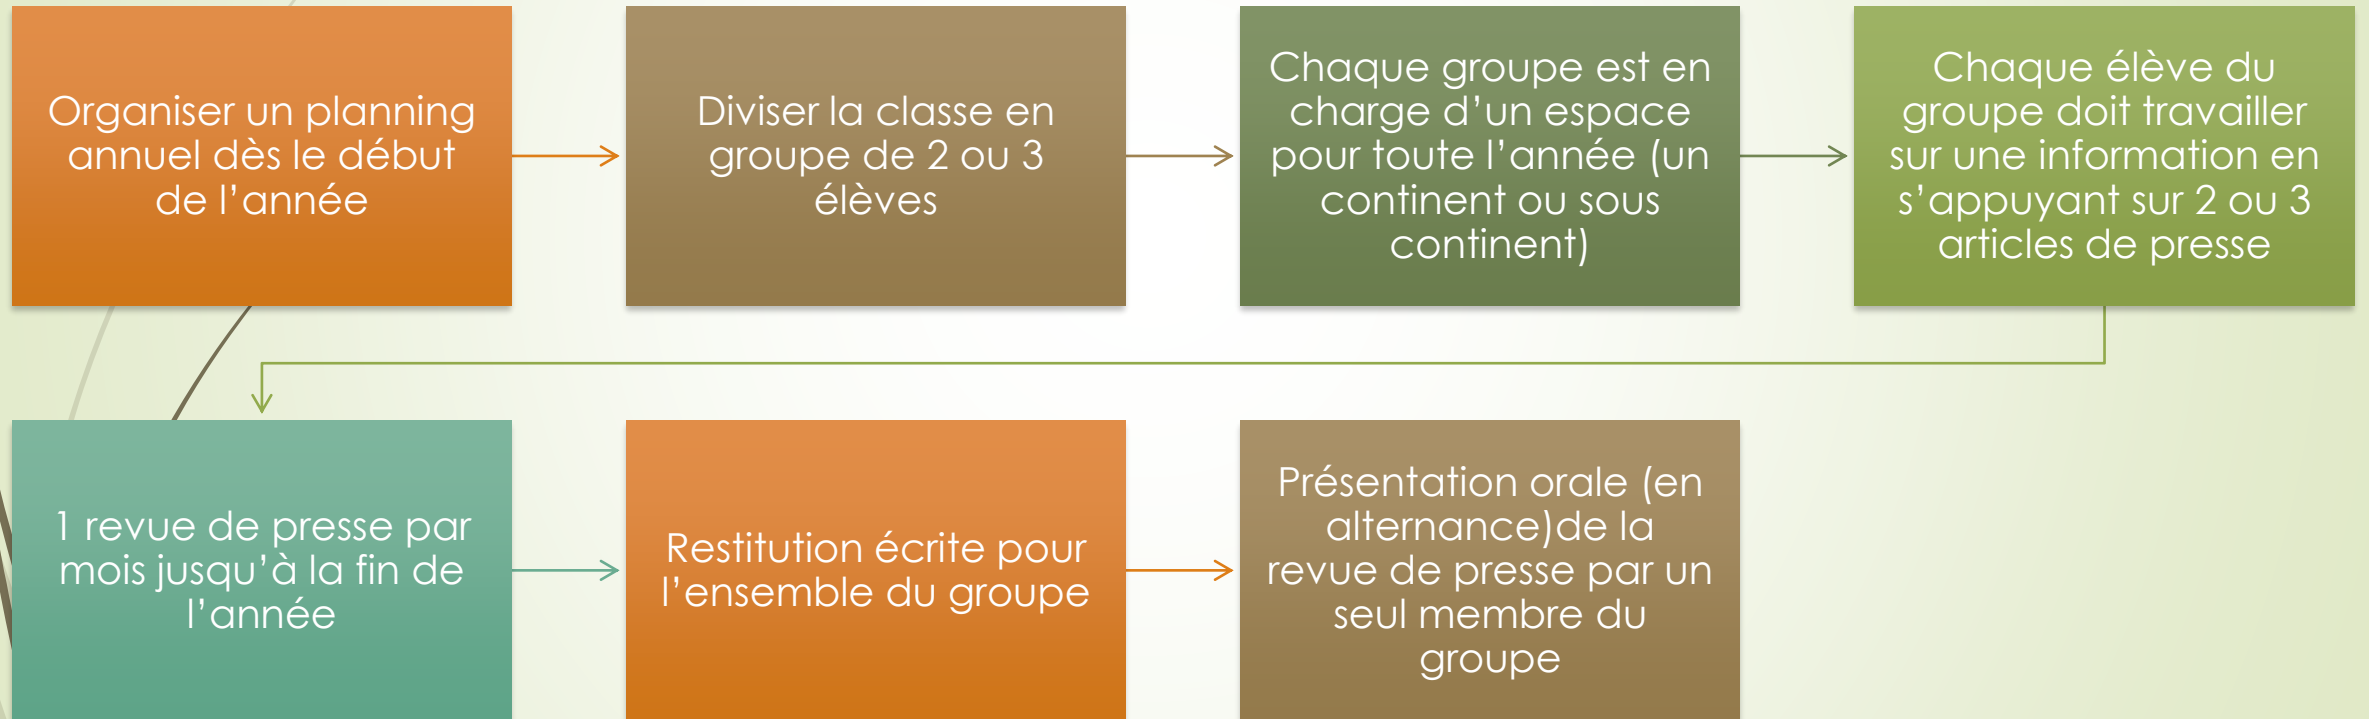 Organiser un planning
annuel dès le début
de l’année
Diviser la classe en
groupe de 2 ou 3
élèves
Chaque groupe est en
charge d’un espace
pour toute l’année (un
continent ou sous
continent)
Chaque élève du
groupe doit travailler
sur une information en
s’appuyant sur 2 ou 3
articles de presse
1 revue de presse par
mois jusqu’à la fin de
l’année
Restitution écrite pour
l’ensemble du groupe
Présentation orale (en
alternance)de la
revue de presse par un
seul membre du
groupe